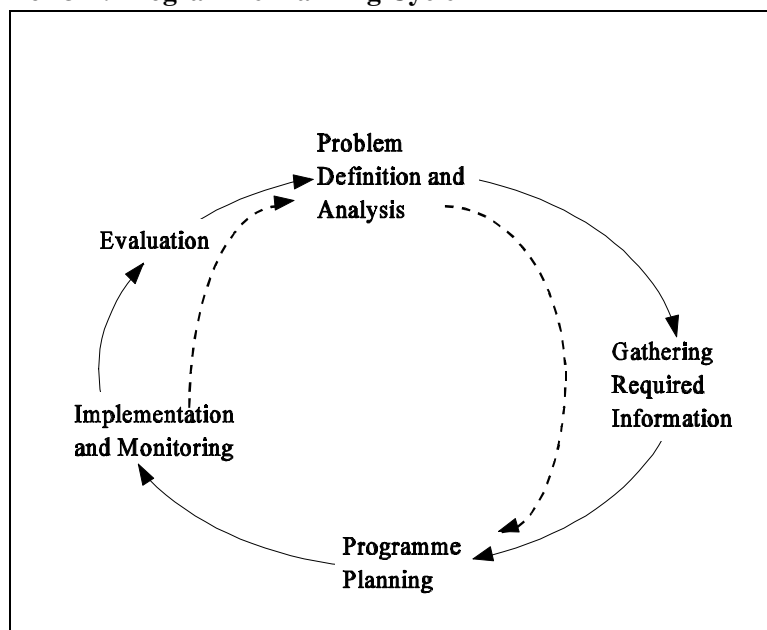 Problem
Definition and
Analysis
Evaluation
Gathering
Required
Information
Implementation
and Monitoring
Programme
Planning